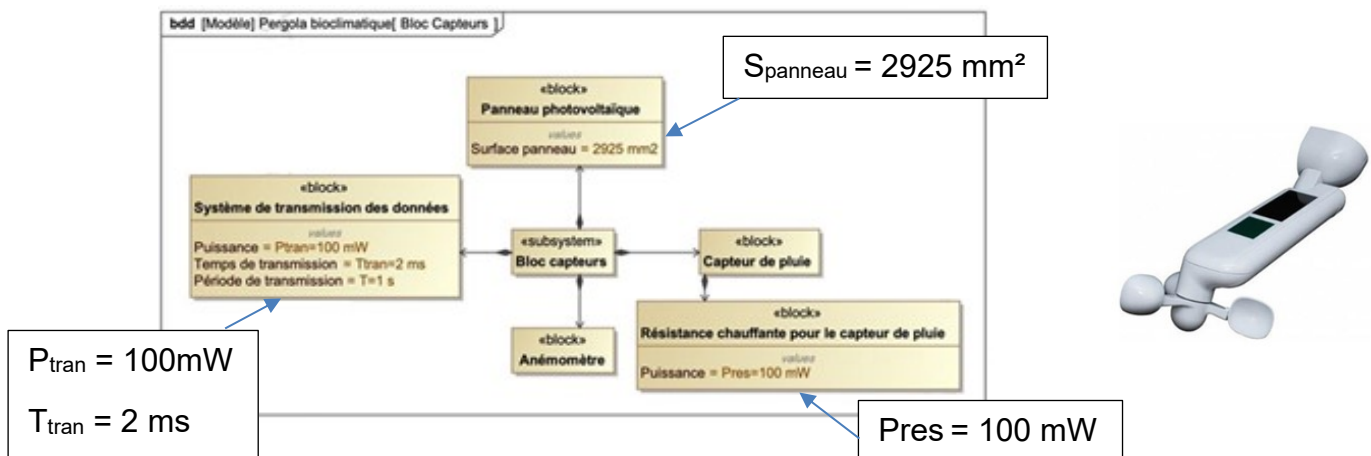 bdd [Modèle] Pergola bioclimatique[ Bloc Capteurs ]
Spanneau = 2925 mm²
«block»
Panneau photovoltaïque
values
Surface panneau = 2925 mm2
«block»
Système de transmission des données
values
Puissance = Ptran=100 mW
Temps de transmission = Ttran=2 ms
Période de transmission = T=1 s
«subsystem»
Bloc capteurs
«block»
Capteur de pluie
«block»
Anémomètre
«block»
Résistance chauffante pour le capteur de pluie
values
Puissance = Pres=100 mW
Ptran = 100mW
Ttran = 2 ms
Pres = 100 mW